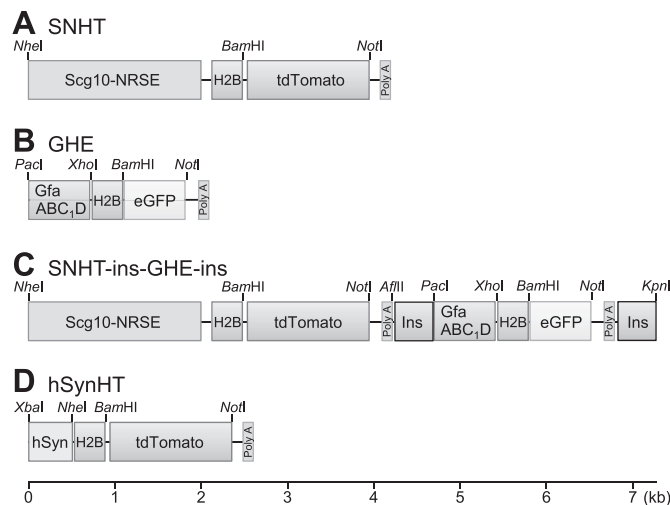 A SNHT
NheI BamHI NotI
Scg10-NRSE H2B tdTomato Poly A
B GHE
PacI XhoI BamHI NotI
Gfa
ABC₁D H2B eGFP Poly A
C SNHT-ins-GHE-ins
NheI BamHI NotI AflII PacI XhoI BamHI NotI KpnI
Scg10-NRSE H2B tdTomato Poly A Ins Gfa
ABC₁D H2B eGFP Poly A Ins
D hSynHT
XbaI NheI BamHI NotI
hSyn H2B tdTomato Poly A
0 1 2 3 4 5 6 7 (kb)